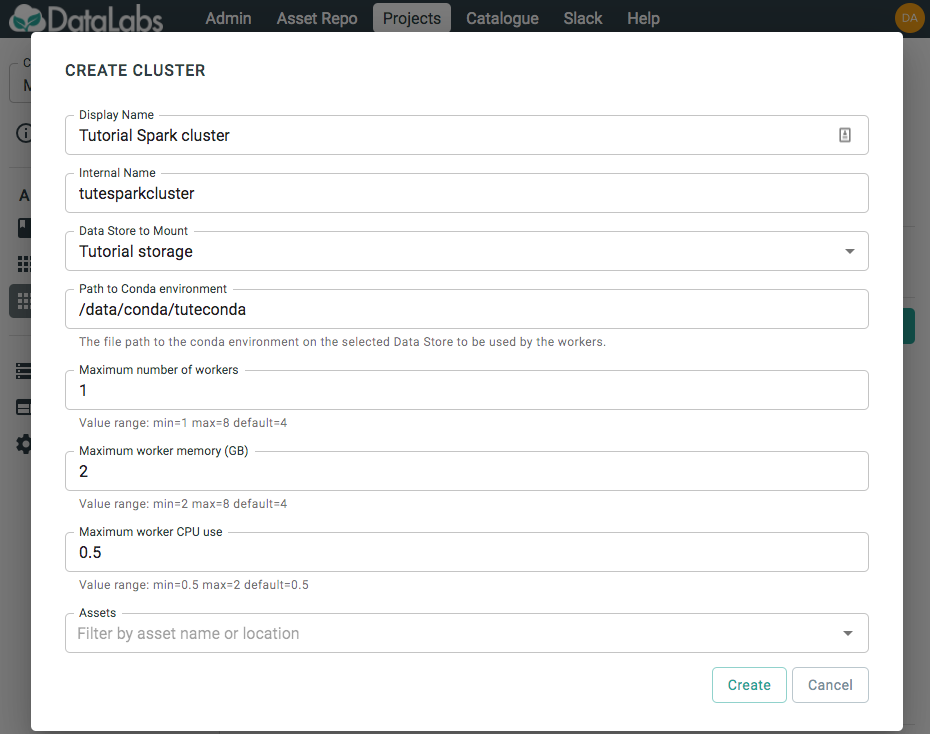 DataLabs Admin Asset Repo Projects Catalogue Slack Help DA
CREATE CLUSTER
Display Name
Tutorial Spark cluster
Internal Name
tutesparkcluster
Data Store to Mount
Tutorial storage
Path to Conda environment
/data/conda/tuteconda
The file path to the conda environment on the selected Data Store to be used by the workers.
Maximum number of workers
1
Value range: min=1 max=8 default=4
Maximum worker memory (GB)
2
Value range: min=2 max=8 default=4
Maximum worker CPU use
0.5
Value range: min=0.5 max=2 default=0.5
Assets
Filter by asset name or location
Create Cancel